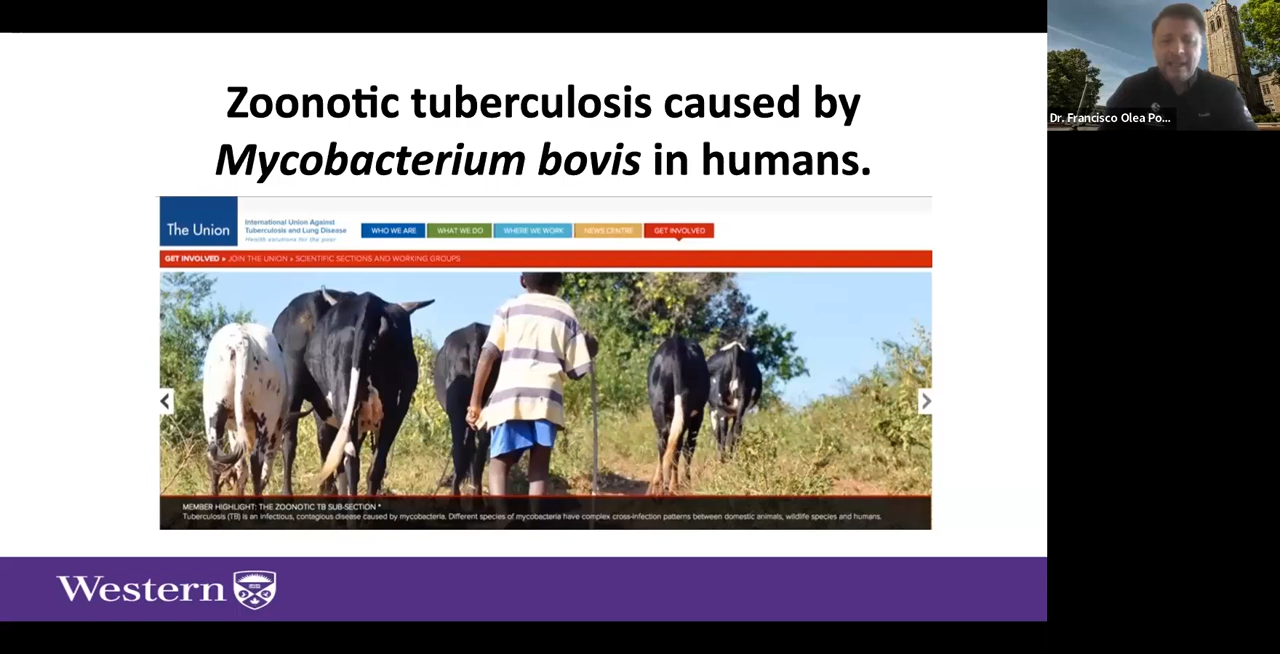 Zoonotic tuberculosis caused by
Mycobacterium bovis in humans.
The Union
International Union Against
Tuberculosis and Lung Disease
Health solutions for the poor
WHO WE ARE
WHAT WE DO
WHERE WE WORK
NEWS CENTRE
GET INVOLVED
GET INVOLVED » JOIN THE UNION » SCIENTIFIC SECTIONS AND WORKING GROUPS
MEMBER HIGHLIGHT: THE ZOONOTIC TB SUB-SECTION *
Tuberculosis (TB) is an infectious, contagious disease caused by mycobacteria. Different species of mycobacteria have complex cross-infection patterns between domestic animals, wildlife species and humans.
Western
Dr. Francisco Olea Po...